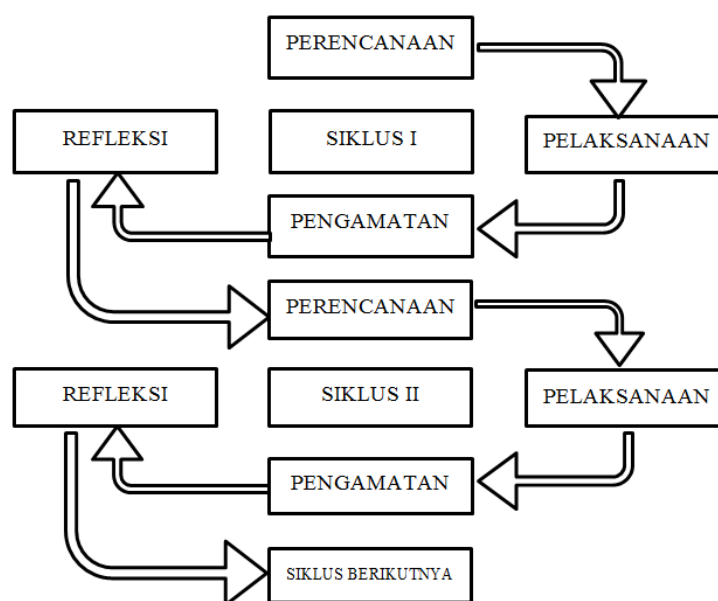 PERENCANAAN
REFLEKSI
SIKLUS I
PELAKSANAAN
PENGAMATAN
PERENCANAAN
REFLEKSI
SIKLUS II
PELAKSANAAN
PENGAMATAN
SIKLUS BERIKUTNYA